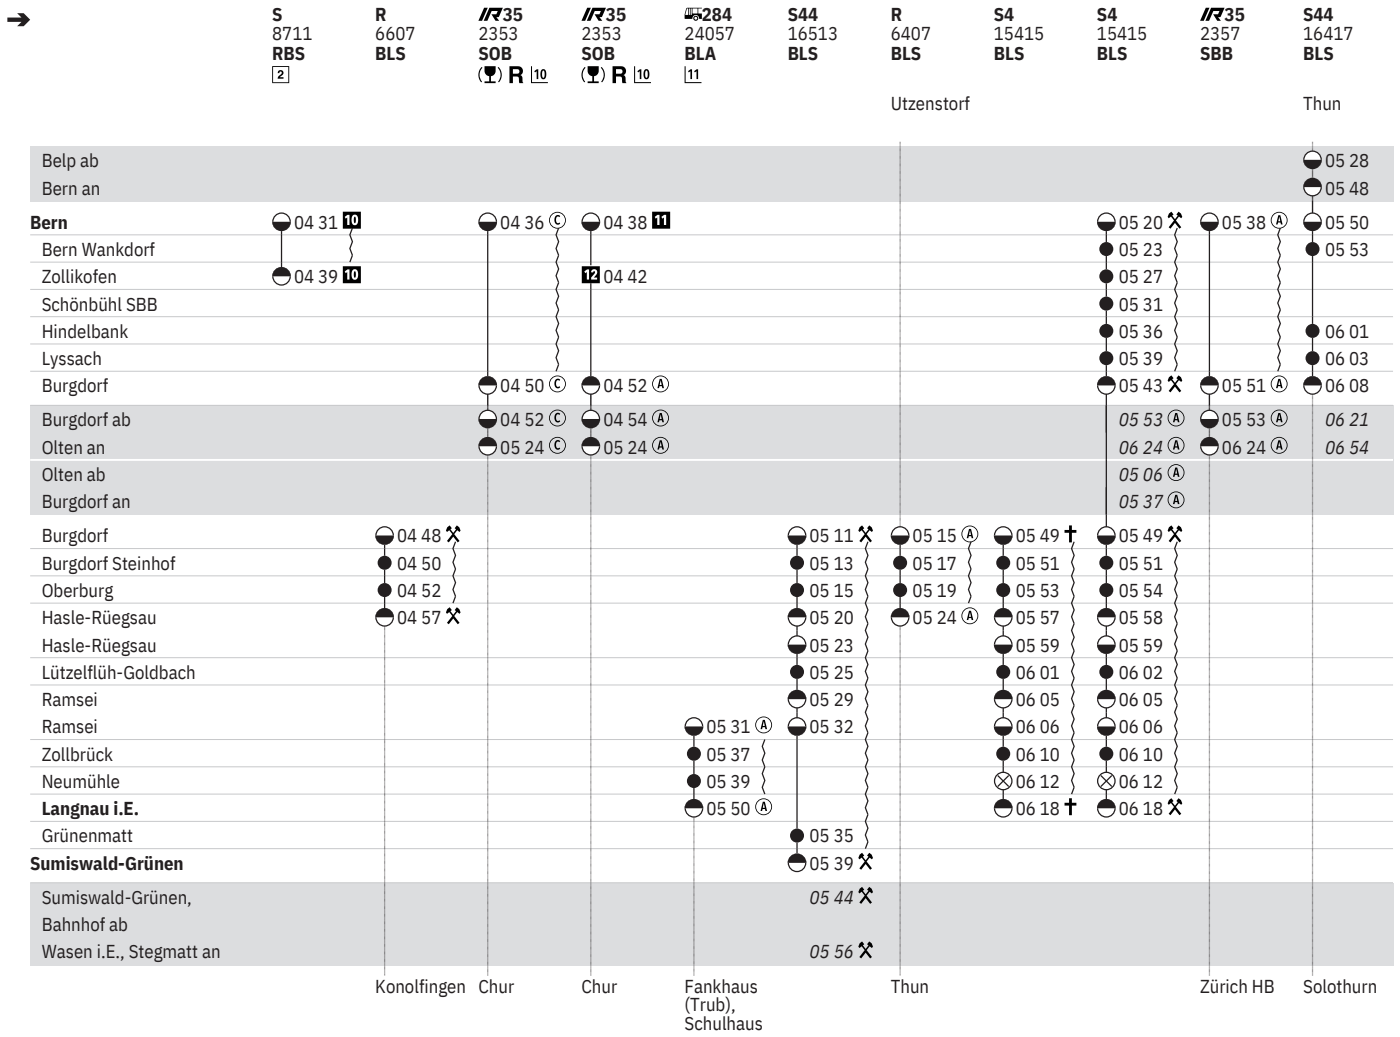 ➔ S R IR35 IR35 284 S44 R S4 S4 IR35 S44
8711 6607 2353 2353 24057 16513 6407 15415 15415 2357 16417
RBS BLS SOB SOB BLA BLS BLS BLS BLS SBB BLS
2 R 10 R 10 11
Utzenstorf Thun
Belp ab 05 28
Bern an 05 48
Bern 04 31 10 04 36 C 04 38 11 05 20 05 38 A 05 50
Bern Wankdorf 05 23 05 53
Zollikofen 04 39 10 12 04 42 05 27
Schönbühl SBB 05 31
Hindelbank 05 36 06 01
Lyssach 05 39 06 03
Burgdorf 04 50 C 04 52 A 05 43 05 51 A 06 08
Burgdorf ab 04 52 C 04 54 A 05 53 A 05 53 A 06 21
Olten an 05 24 C 05 24 A 06 24 A 06 24 A 06 54
Olten ab 05 06 A
Burgdorf an 05 37 A
Burgdorf 04 48 05 11 05 15 A 05 49 † 05 49
Burgdorf Steinhof 04 50 05 13 05 17 05 51 05 51
Oberburg 04 52 05 15 05 19 05 53 05 54
Hasle-Rüegsau 04 57 05 20 05 24 A 05 57 05 58
Hasle-Rüegsau 05 23 05 59 05 59
Lützelflüh-Goldbach 05 25 06 01 06 02
Ramsei 05 29 06 05 06 05
Ramsei 05 31 A 05 32 06 06 06 06
Zollbrück 05 37 06 10 06 10
Neumühle 05 39 06 12 06 12
Langnau i.E. 05 50 A 06 18 † 06 18
Grünenmatt 05 35
Sumiswald-Grünen 05 39
Sumiswald-Grünen, 05 44
Bahnhof ab
Wasen i.E., Stegmatt an 05 56
Konolfingen Chur Chur Fankhaus Thun Zürich HB Solothurn
(Trub),
Schulhaus